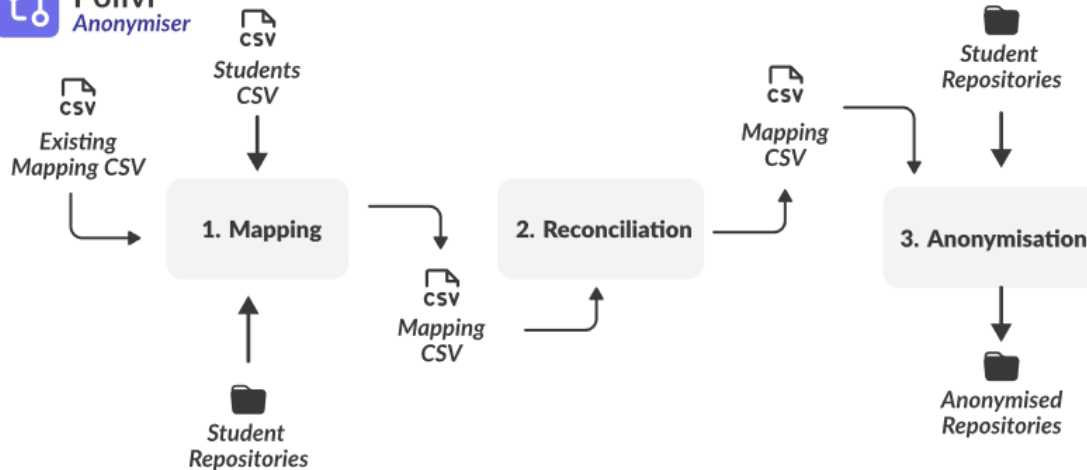 Anonymiser
CSV
Students
CSV
CSV
Existing
Mapping CSV
1. Mapping
CSV
Mapping
CSV
Student
Repositories
2. Reconciliation
CSV
Mapping
CSV
Student
Repositories
3. Anonymisation
Anonymised
Repositories